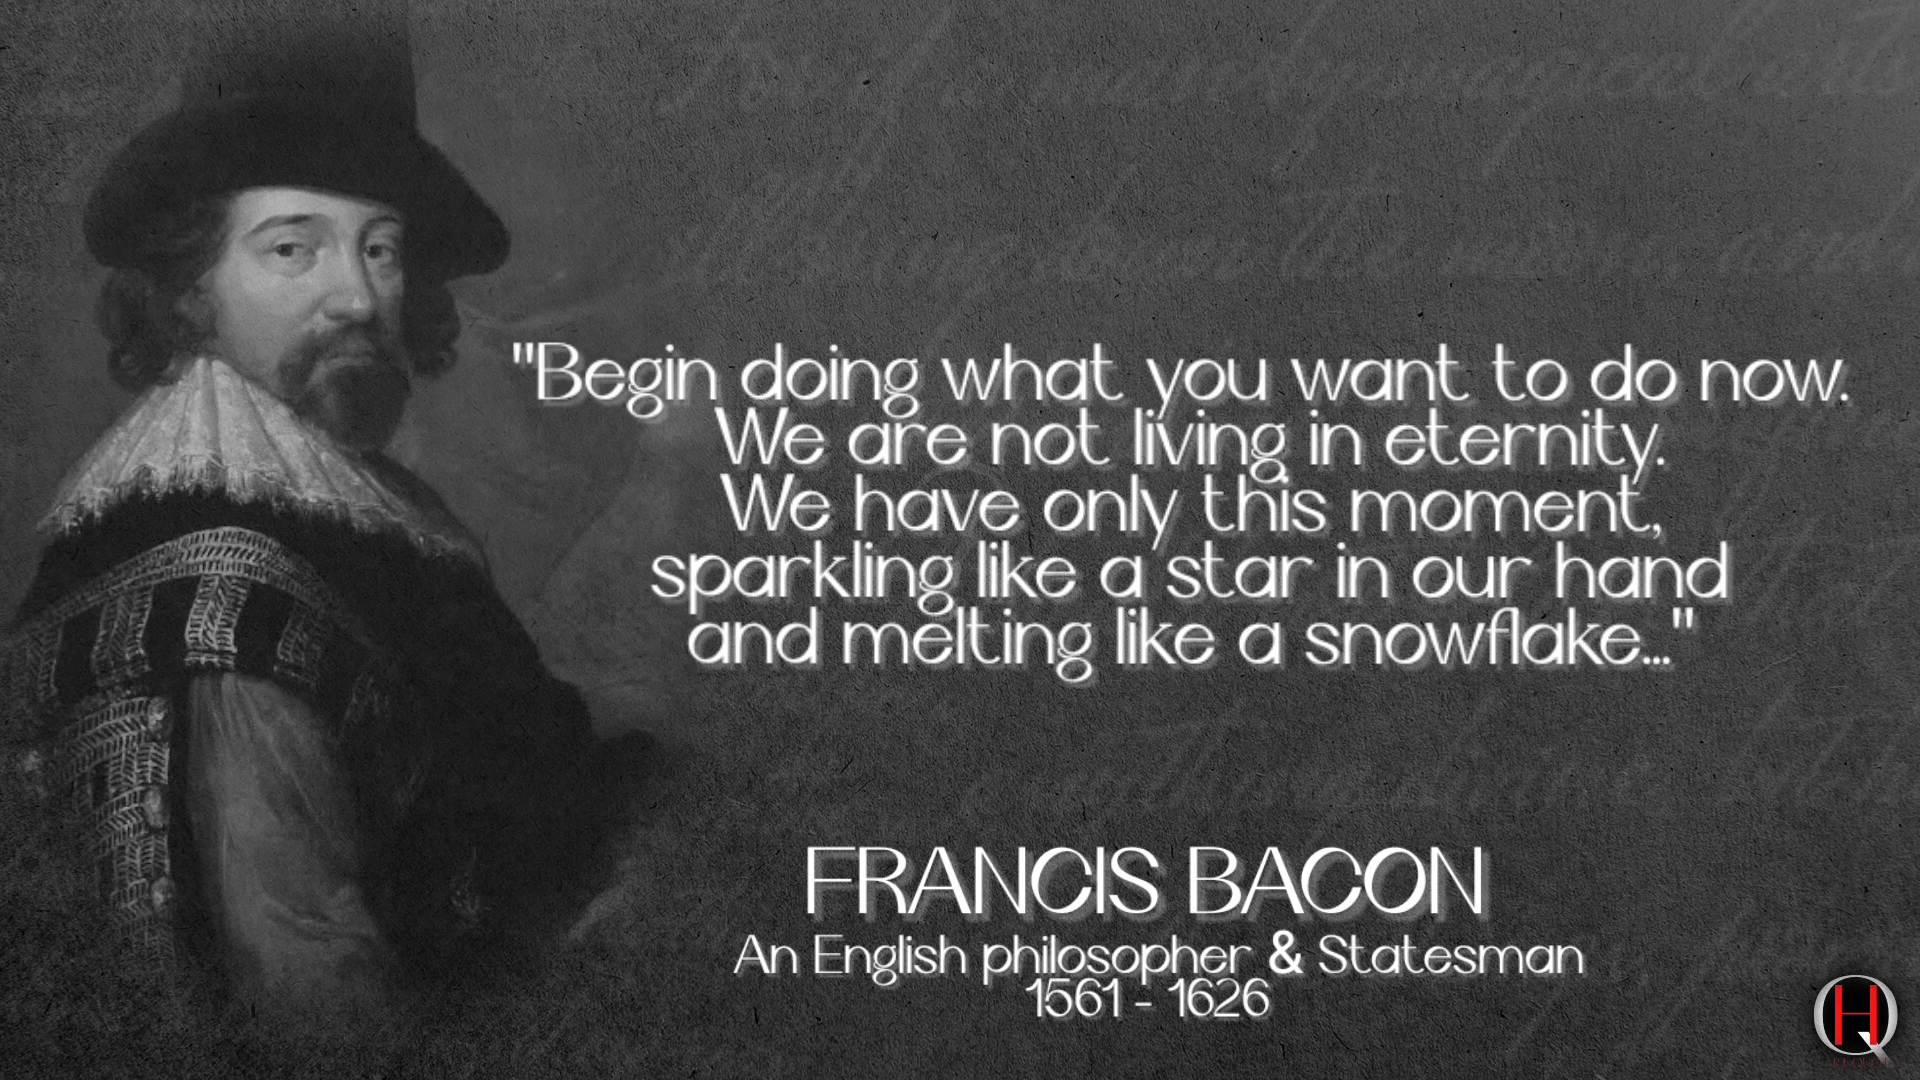 "Begin doing what you want to do now.
We are not living in eternity.
We have only this moment,
sparkling like a star in our hand
and melting like a snowflake..."
FRANCIS BACON
An English philosopher & Statesman
1561 - 1626
HQ